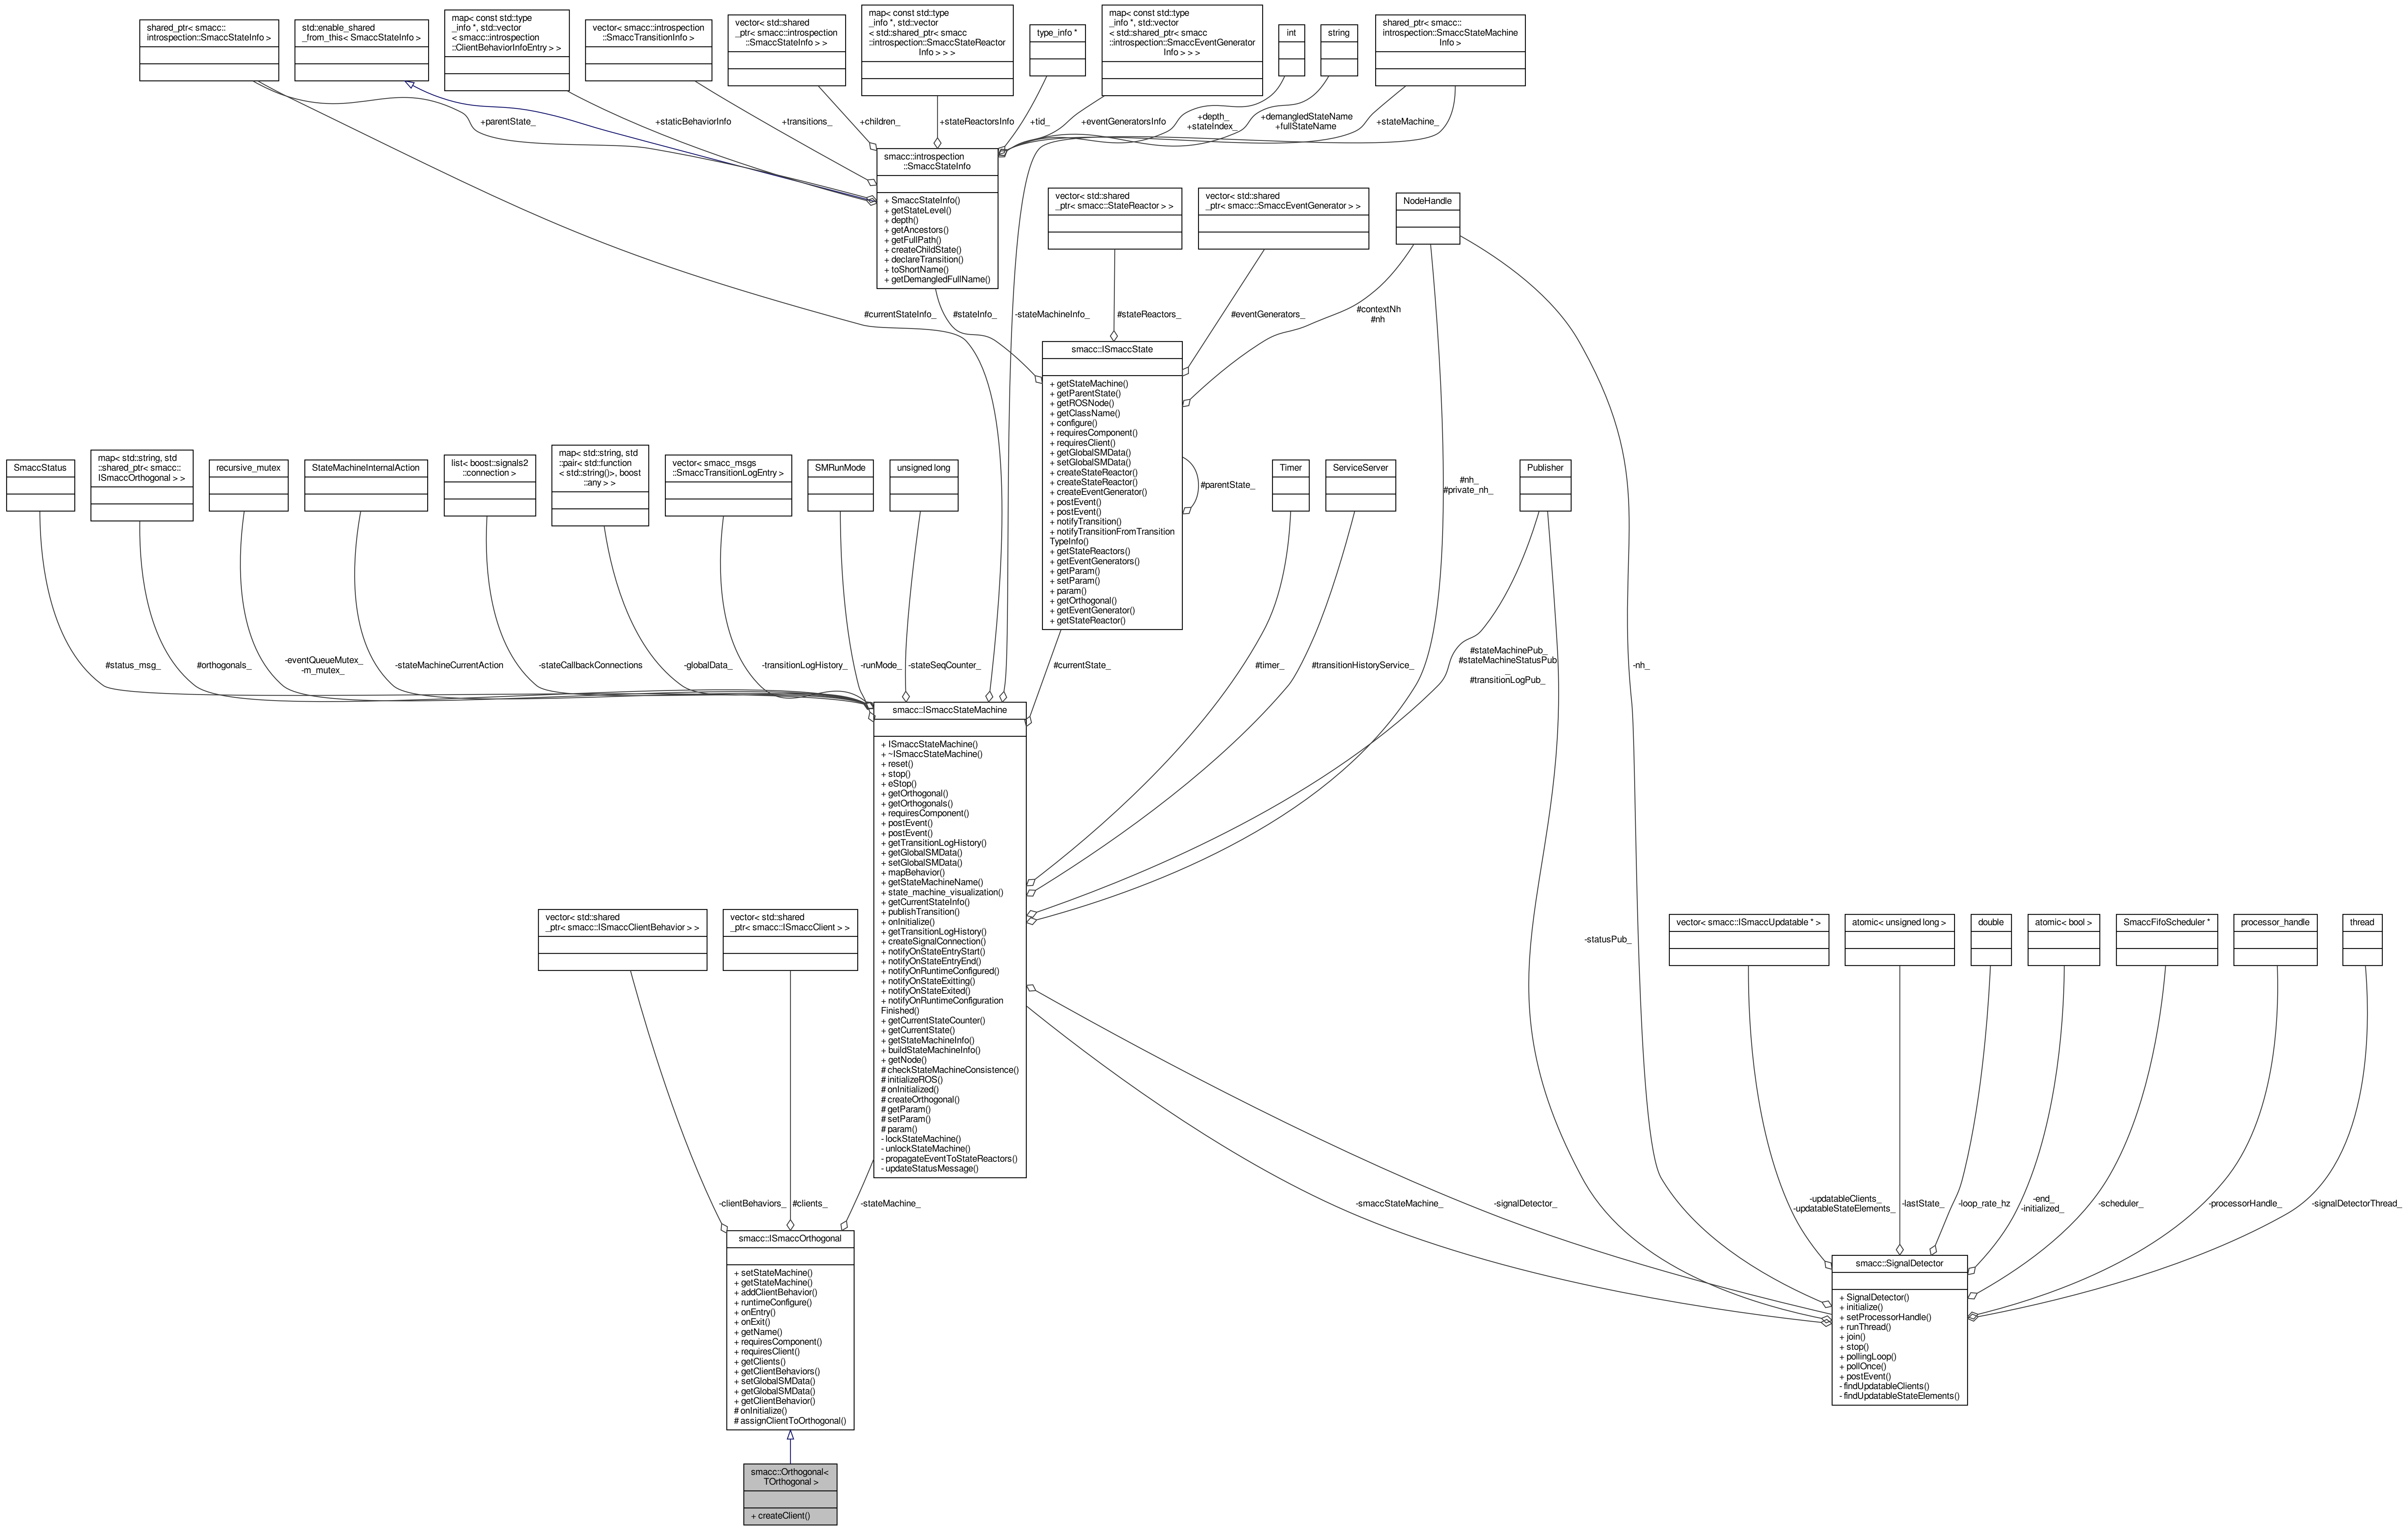 shared_ptr< smacc::
introspection::SmaccStateInfo >
std::enable_shared
_from_this< SmaccStateInfo >
map< const std::type
_info *, std::vector
< smacc::introspection
::ClientBehaviorInfoEntry > >
vector< smacc::introspection
::SmaccTransitionInfo >
vector< std::shared
_ptr< smacc::introspection
::SmaccStateInfo > >
map< const std::type
_info *, std::vector
< std::shared_ptr< smacc
::introspection::SmaccStateReactor
Info > > >
type_info *
map< const std::type
_info *, std::vector
< std::shared_ptr< smacc
::introspection::SmaccEventGenerator
Info > > >
int
string
shared_ptr< smacc::
introspection::SmaccStateMachine
Info >
+parentState_
+staticBehaviorInfo
+transitions_
+children_
+stateReactorsInfo
+tid_
+eventGeneratorsInfo
+depth_
+stateIndex_
+demangledStateName
+fullStateName
+stateMachine_
smacc::introspection
::SmaccStateInfo
+ SmaccStateInfo()
+ getStateLevel()
+ depth()
+ getAncestors()
+ getFullPath()
+ createChildState()
+ declareTransition()
+ toShortName()
+ getDemangledFullName()
vector< std::shared
_ptr< smacc::StateReactor > >
vector< std::shared
_ptr< smacc::SmaccEventGenerator > >
NodeHandle
#currentStateInfo_
#stateInfo_
-stateMachineInfo_
#stateReactors_
#eventGenerators_
#contextNh
#nh
smacc::ISmaccState
+ getStateMachine()
+ getParentState()
+ getROSNode()
+ getClassName()
+ configure()
+ requiresComponent()
+ requiresClient()
+ getGlobalSMData()
+ setGlobalSMData()
+ createStateReactor()
+ createStateReactor()
+ createEventGenerator()
+ postEvent()
+ postEvent()
+ notifyTransition()
+ notifyTransitionFromTransition
TypeInfo()
+ getStateReactors()
+ getEventGenerators()
+ getParam()
+ setParam()
+ param()
+ getOrthogonal()
+ getEventGenerator()
+ getStateReactor()
#parentState_
SmaccStatus
map< std::string, std
::shared_ptr< smacc::
ISmaccOrthogonal > >
recursive_mutex
StateMachineInternalAction
list< boost::signals2
::connection >
map< std::string, std
::pair< std::function
< std::string()>, boost
::any > >
vector< smacc_msgs
::SmaccTransitionLogEntry >
SMRunMode
unsigned long
Timer
ServiceServer
#nh_
#private_nh_
Publisher
#status_msg_
#orthogonals_
-eventQueueMutex_
-m_mutex_
-stateMachineCurrentAction
-stateCallbackConnections
-globalData_
-transitionLogHistory_
-runMode_
-stateSeqCounter_
#currentState_
#timer_
#transitionHistoryService_
#stateMachinePub_
#stateMachineStatusPub
_
#transitionLogPub_
-nh_
smacc::ISmaccStateMachine
+ ISmaccStateMachine()
+ ~ISmaccStateMachine()
+ reset()
+ stop()
+ eStop()
+ getOrthogonal()
+ getOrthogonals()
+ requiresComponent()
+ postEvent()
+ postEvent()
+ getTransitionLogHistory()
+ getGlobalSMData()
+ setGlobalSMData()
+ mapBehavior()
+ getStateMachineName()
+ state_machine_visualization()
+ getCurrentStateInfo()
+ publishTransition()
+ onInitialize()
+ getTransitionLogHistory()
+ createSignalConnection()
+ notifyOnStateEntryStart()
+ notifyOnStateEntryEnd()
+ notifyOnRuntimeConfigured()
+ notifyOnStateExitting()
+ notifyOnStateExited()
+ notifyOnRuntimeConfiguration
Finished()
+ getCurrentStateCounter()
+ getCurrentState()
+ getStateMachineInfo()
+ buildStateMachineInfo()
+ getNode()
# checkStateMachineConsistence()
# initializeROS()
# onInitialized()
# createOrthogonal()
# getParam()
# setParam()
# param()
- lockStateMachine()
- unlockStateMachine()
- propagateEventToStateReactors()
- updateStatusMessage()
vector< std::shared
_ptr< smacc::ISmaccClientBehavior > >
vector< std::shared
_ptr< smacc::ISmaccClient > >
-statusPub_
vector< smacc::ISmaccUpdatable * >
atomic< unsigned long >
double
atomic< bool >
SmaccFifoScheduler *
processor_handle
thread
-clientBehaviors_
#clients_
-stateMachine_
-smaccStateMachine_
-signalDetector_
-updatableClients_
-updatableStateElements_
-lastState_
-loop_rate_hz
-end_
-initialized_
-scheduler_
-processorHandle_
-signalDetectorThread_
smacc::ISmaccOrthogonal
+ setStateMachine()
+ getStateMachine()
+ addClientBehavior()
+ runtimeConfigure()
+ onEntry()
+ onExit()
+ getName()
+ requiresComponent()
+ requiresClient()
+ getClients()
+ getClientBehaviors()
+ setGlobalSMData()
+ getGlobalSMData()
+ getClientBehavior()
# onInitialize()
# assignClientToOrthogonal()
smacc::SignalDetector
+ SignalDetector()
+ initialize()
+ setProcessorHandle()
+ runThread()
+ join()
+ stop()
+ pollingLoop()
+ pollOnce()
+ postEvent()
- findUpdatableClients()
- findUpdatableStateElements()
smacc::Orthogonal<
TOrthogonal >
+ createClient()